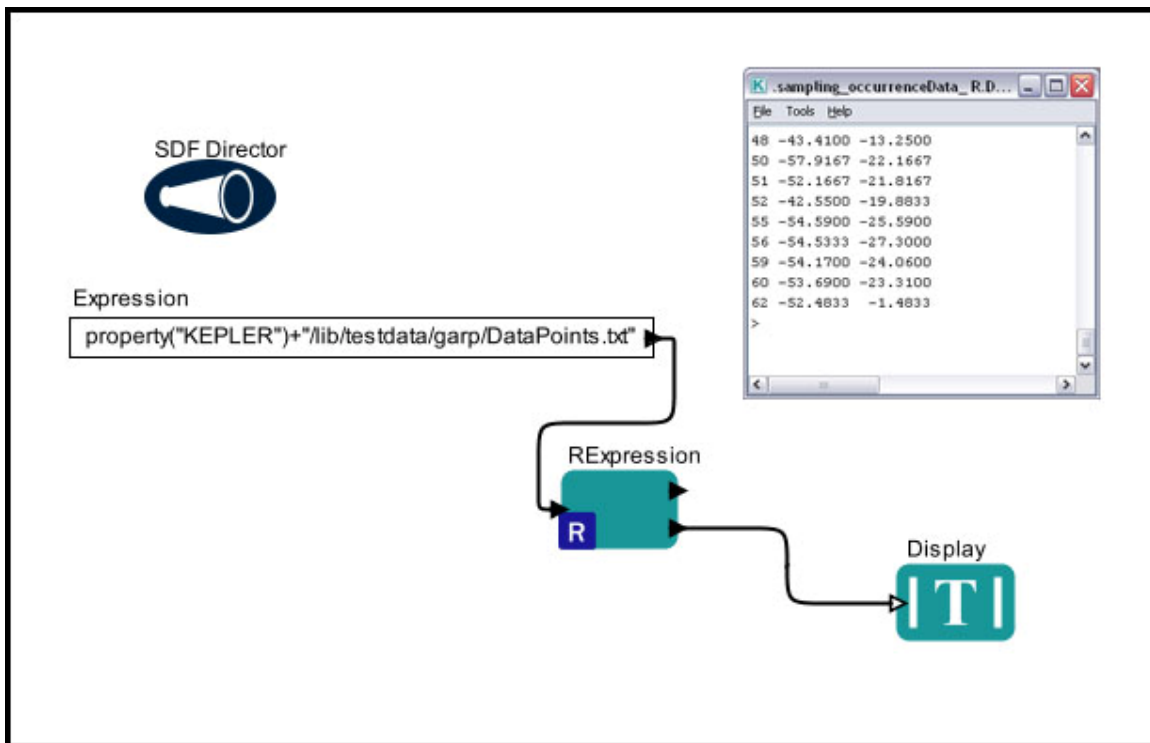 .sampling_occurrenceData_ R.D...
File Tools Help
48 -43.4100 -13.2500
50 -57.9167 -22.1667
51 -52.1667 -21.8167
52 -42.5500 -19.8833
55 -54.5900 -25.5900
56 -54.5333 -27.3000
59 -54.1700 -24.0600
60 -53.6900 -23.3100
62 -52.4833 -1.4833
>
SDF Director
Expression
property("KEPLER")+"/lib/testdata/garp/DataPoints.txt"
RExpression
R
Display
T